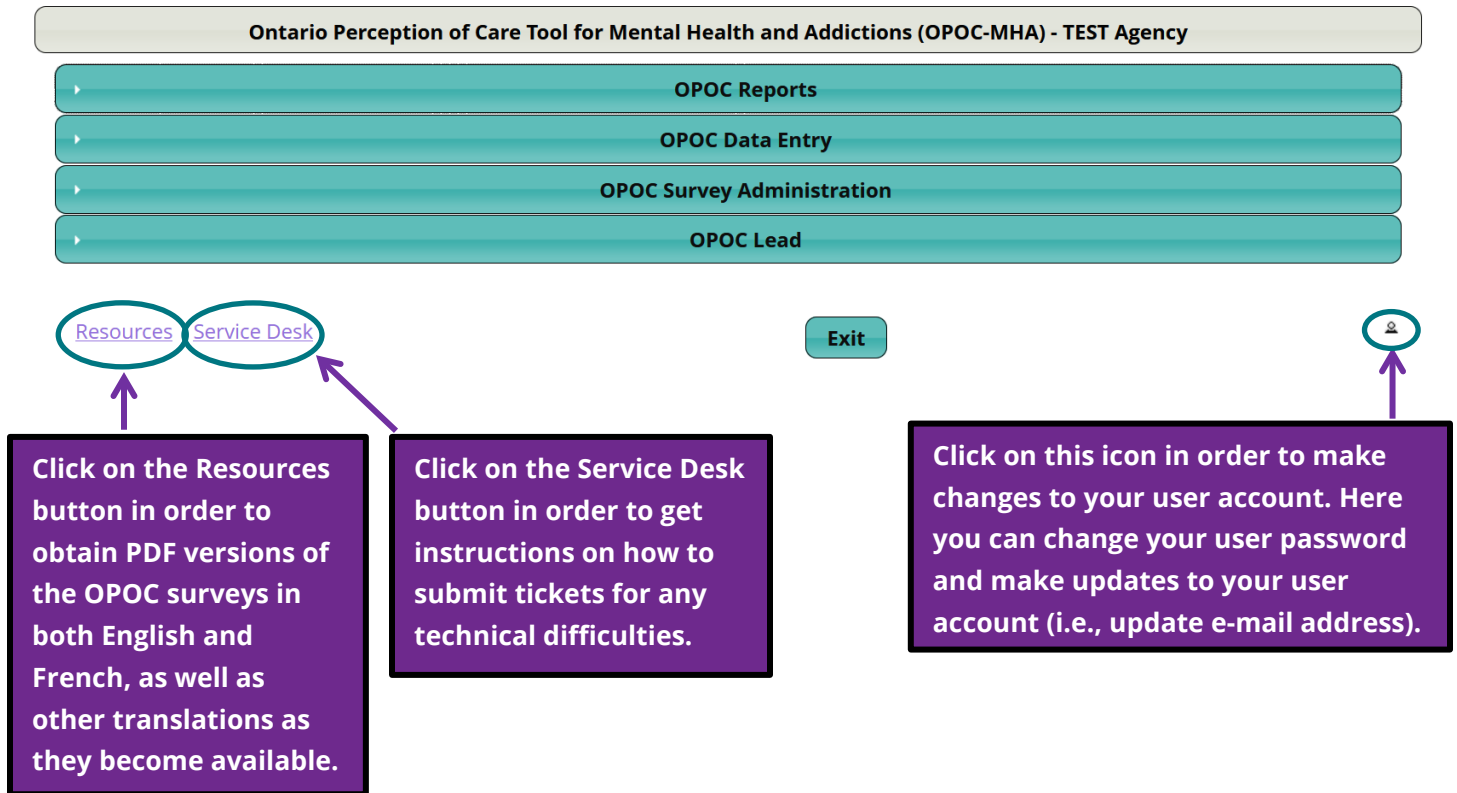 Ontario Perception of Care Tool for Mental Health and Addictions (OPOC-MHA) - TEST Agency
OPOC Reports
OPOC Data Entry
OPOC Survey Administration
OPOC Lead
Resources Service Desk
Exit
Click on the Resources
button in order to
obtain PDF versions of
the OPOC surveys in
both English and
French, as well as
other translations as
they become available.
Click on the Service Desk
button in order to get
instructions on how to
submit tickets for any
technical difficulties.
Click on this icon in order to make
changes to your user account. Here
you can change your user password
and make updates to your user
account (i.e., update e-mail address).